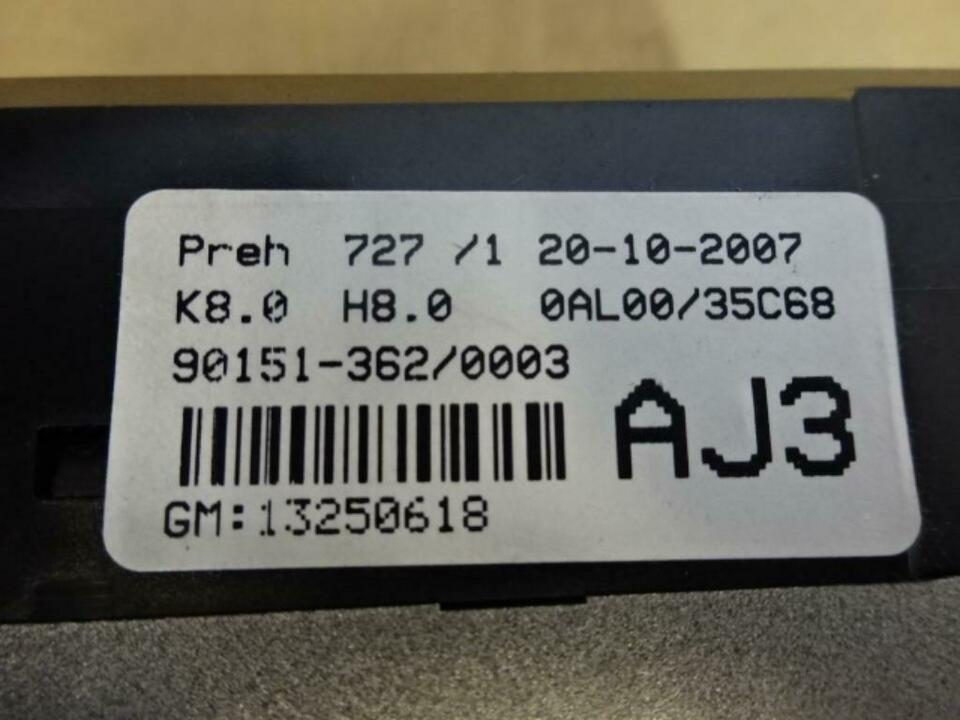 Preh 727 /1 20-10-2007
K8.0 H8.0 0AL00/35C68
90151-362/0003
AJ3
GM:13250618